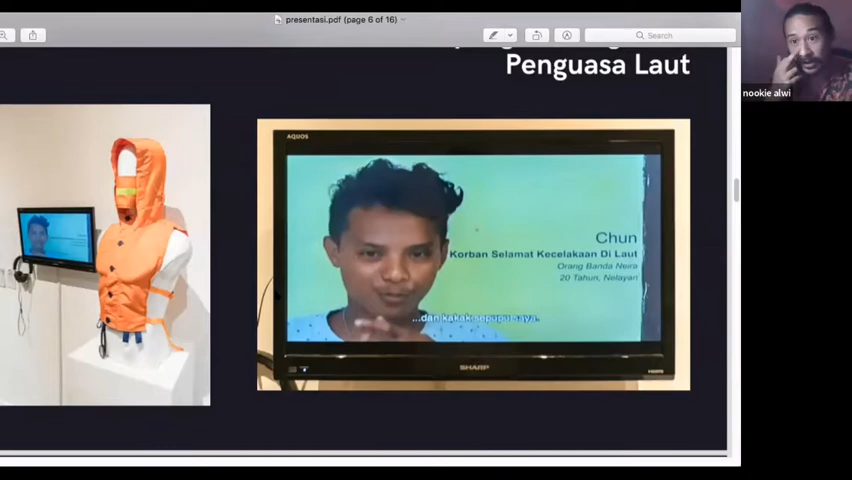 presentasi.pdf (page 6 of 16)
Search
Penguasa Laut
nookie alwi
AQUOS
Chun
Korban Selamat Kecelakaan Di Laut
Orang Banda Neira
20 Tahun, Nelayan
...dan kakak sepupu saya.
SHARP